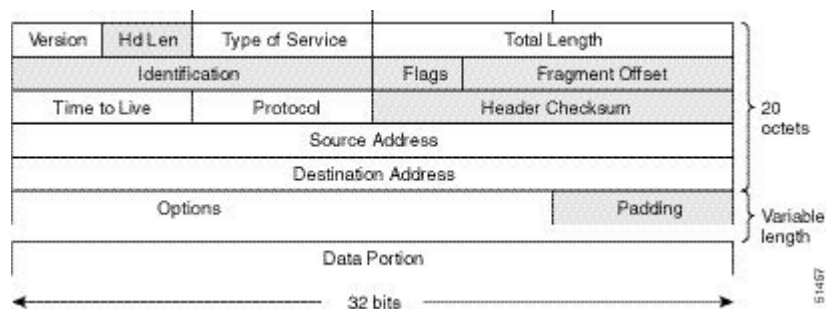 Version Hd Len Type of Service Total Length
Identification Flags Fragment Offset
Time to Live Protocol Header Checksum
20
octets
Source Address
Destination Address
Options Padding
Variable
length
Data Portion
32 bits
51457